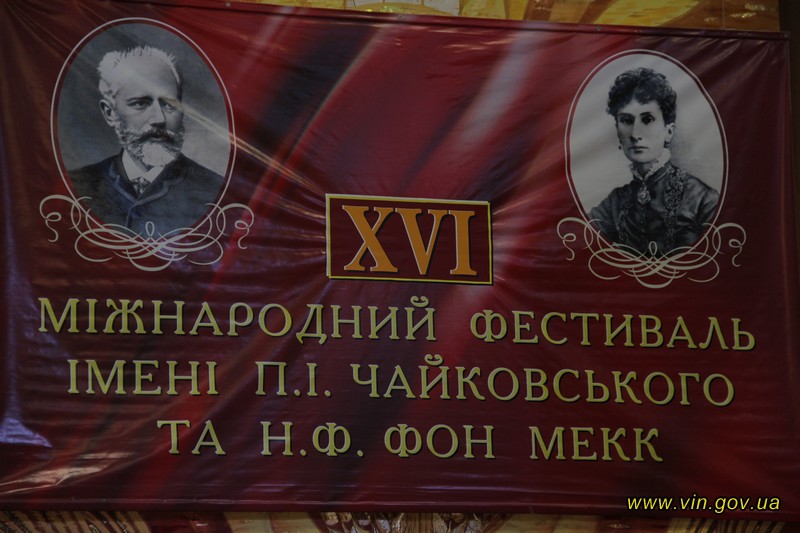 XVI
МІЖНАРОДНИЙ ФЕСТИВАЛЬ
ІМЕНІ П.І. ЧАЙКОВСЬКОГО
ТА Н.Ф. ФОН МЕКК
www.vin.gov.ua